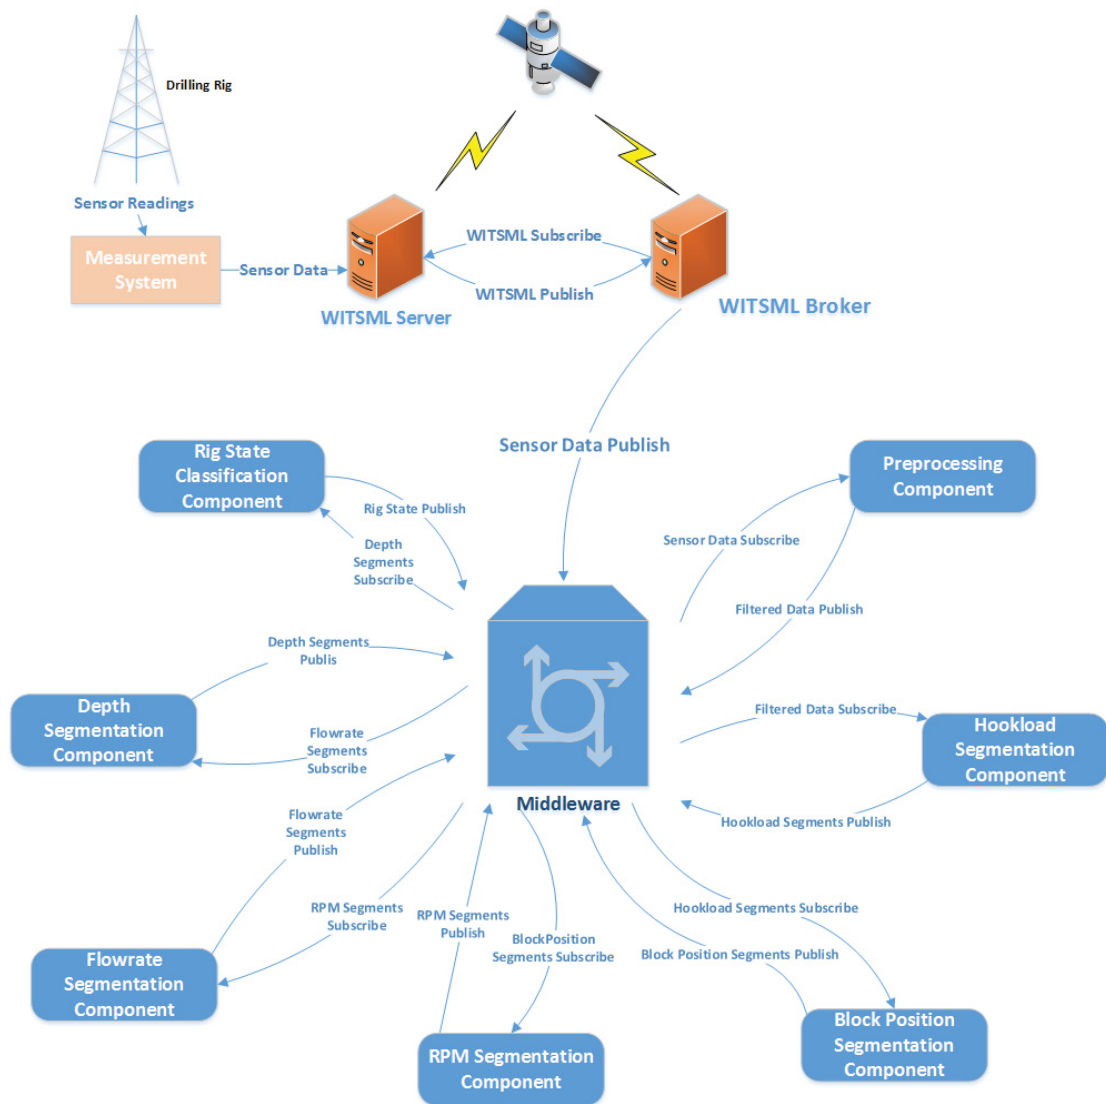 Drilling Rig
Sensor Readings
Measurement
System
Sensor Data
WITSML Server
WITSML Subscribe
WITSML Publish
WITSML Broker
Sensor Data Publish
Rig State
Classification
Component
Rig State Publish
Depth
Segments
Subscribe
Preprocessing
Component
Sensor Data Subscribe
Filtered Data Publish
Depth Segments
Publis
Depth
Segmentation
Component
Flowrate
Segments
Subscribe
Filtered Data Subscribe
Hookload
Segmentation
Component
Hookload Segments Publish
Middleware
Flowrate
Segments
Publish
RPM Segments
Subscribe
RPM Segments
Publish
BlockPosition
Segments Subscribe
Hookload Segments Subscribe
Block Position Segments Publish
Flowrate
Segmentation
Component
RPM Segmentation
Component
Block Position
Segmentation
Component